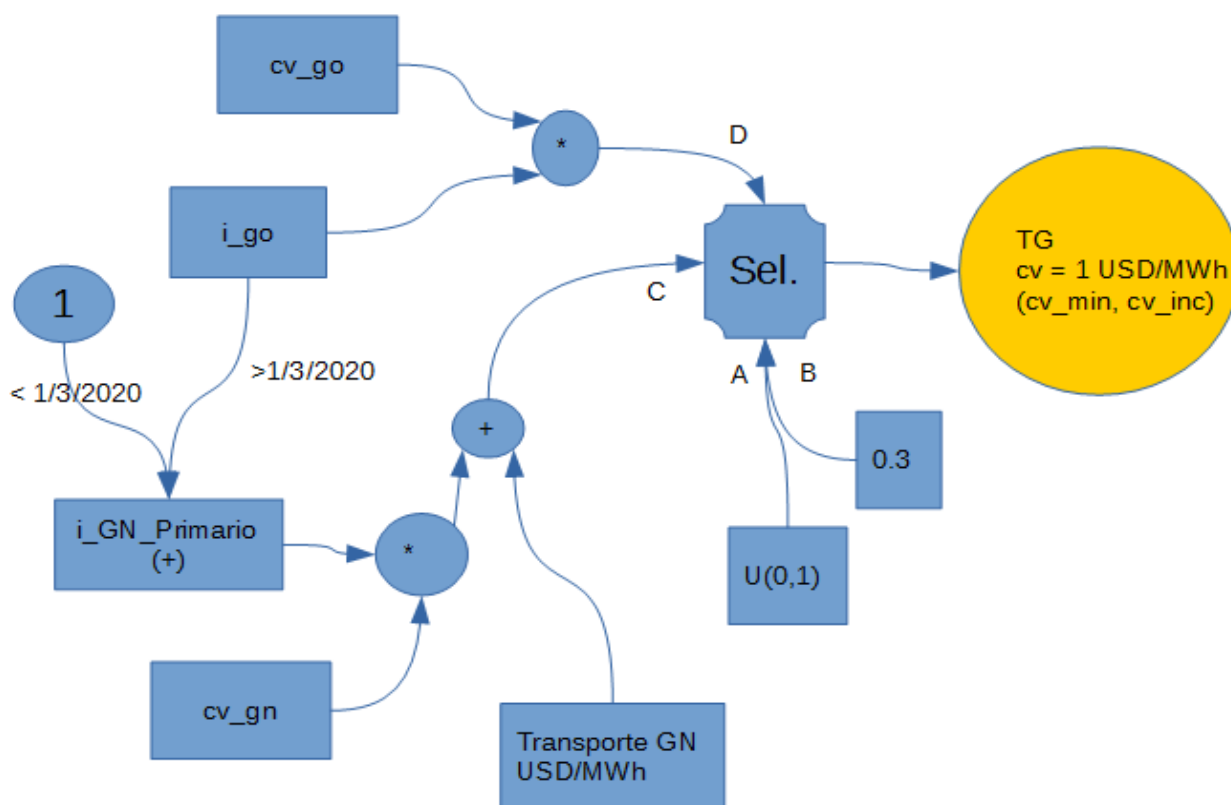 cv_go
*
D
i_go
TG
cv = 1 USD/MWh
(cv_min, cv_inc)
Sel.
1
C
>1/3/2020
< 1/3/2020
A
B
+
0.3
i_GN_Primario
(+)
*
U(0,1)
cv_gn
Transporte GN
USD/MWh